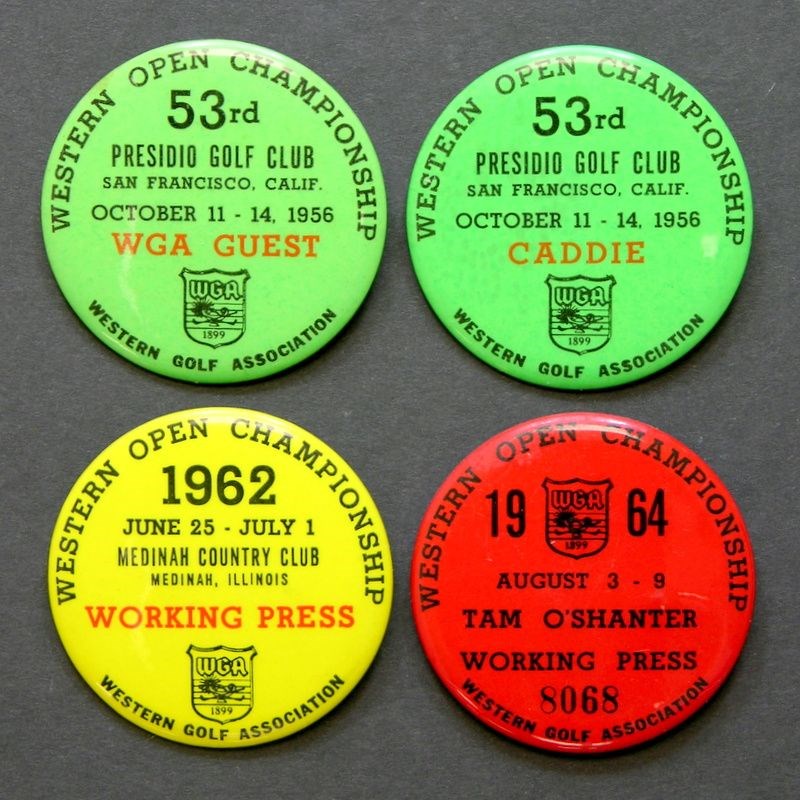 WESTERN OPEN CHAMPIONSHIP
53rd
PRESIDIO GOLF CLUB
SAN FRANCISCO, CALIF.
OCTOBER 11 - 14, 1956
WGA GUEST
WGA
1899
WESTERN GOLF ASSOCIATION
WESTERN OPEN CHAMPIONSHIP
53rd
PRESIDIO GOLF CLUB
SAN FRANCISCO, CALIF.
OCTOBER 11 - 14, 1956
CADDIE
WGA
1899
WESTERN GOLF ASSOCIATION
WESTERN OPEN CHAMPIONSHIP
1962
JUNE 25 - JULY 1
MEDINAH COUNTRY CLUB
MEDINAH, ILLINOIS
WORKING PRESS
WGA
1899
WESTERN GOLF ASSOCIATION
WESTERN OPEN CHAMPIONSHIP
19 WGA 64
1899
AUGUST 3 - 9
TAM O'SHANTER
WORKING PRESS
8068
WESTERN GOLF ASSOCIATION